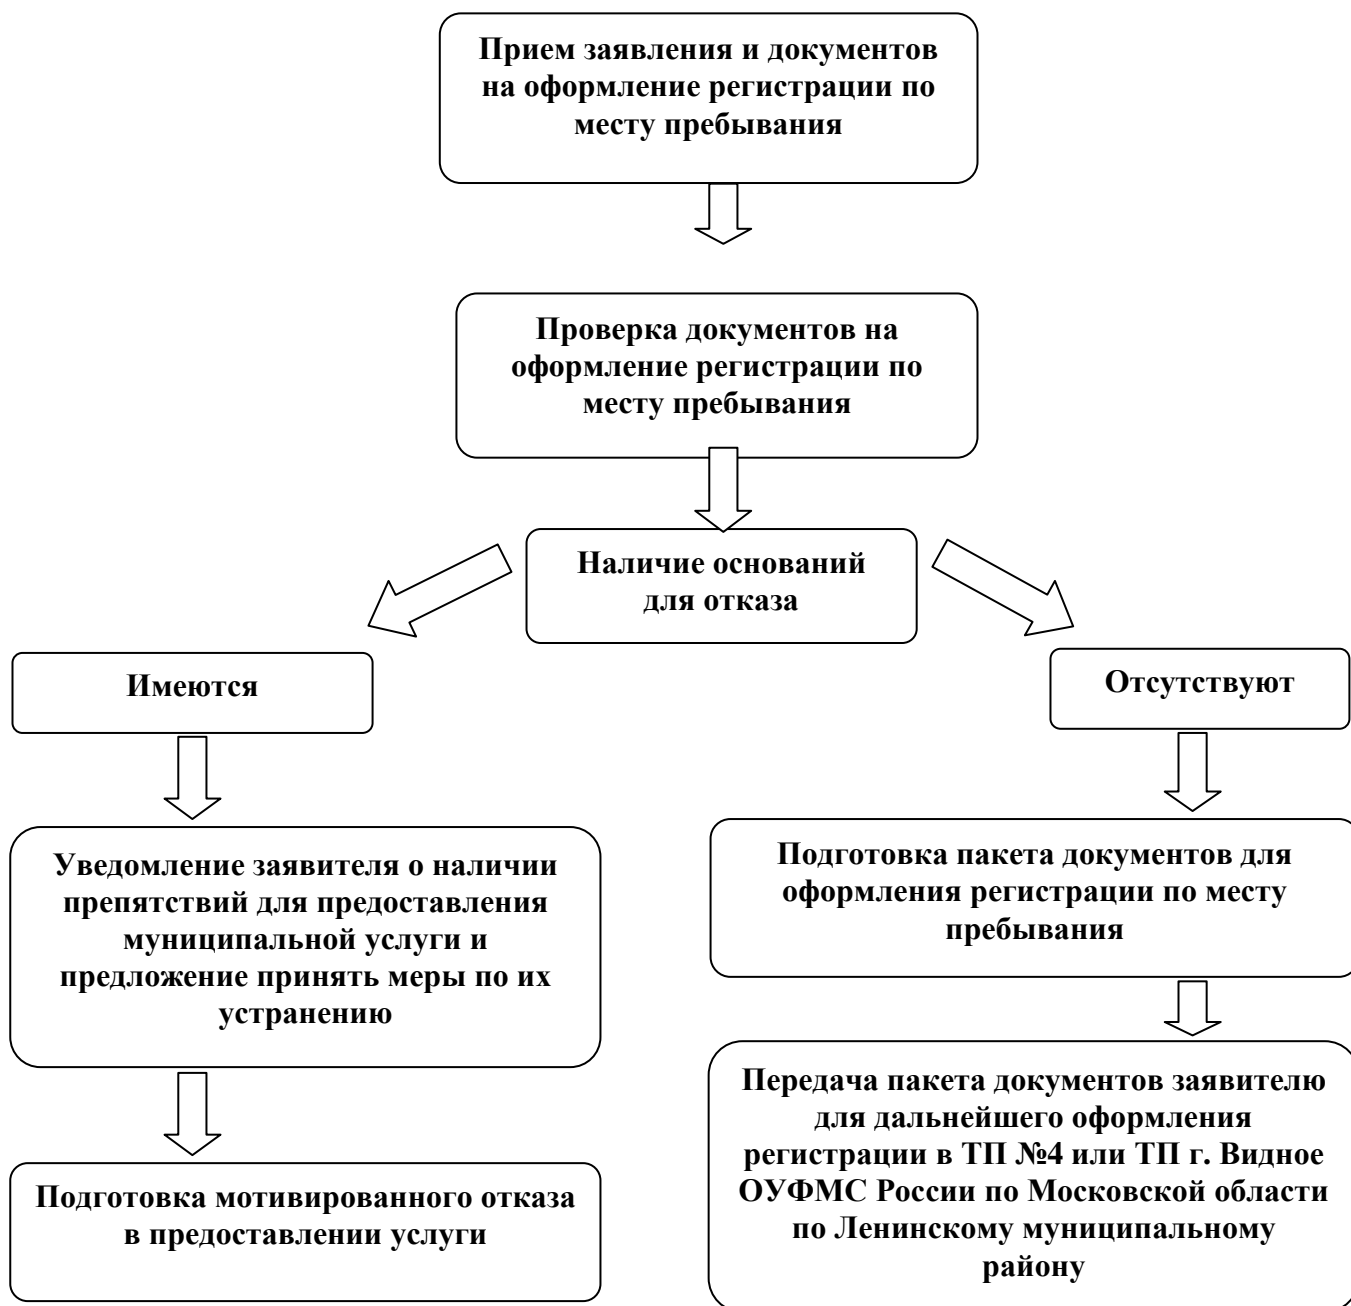 Прием заявления и документов
на оформление регистрации по
месту пребывания
Проверка документов на
оформление регистрации по
месту пребывания
Наличие оснований
для отказа
Имеются
Отсутствуют
Уведомление заявителя о наличии
препятствий для предоставления
муниципальной услуги и
предложение принять меры по их
устранению
Подготовка пакета документов для
оформления регистрации по месту
пребывания
Подготовка мотивированного отказа
в предоставлении услуги
Передача пакета документов заявителю
для дальнейшего оформления
регистрации в ТП №4 или ТП г. Видное
ОУФМС России по Московской области
по Ленинскому муниципальному
району